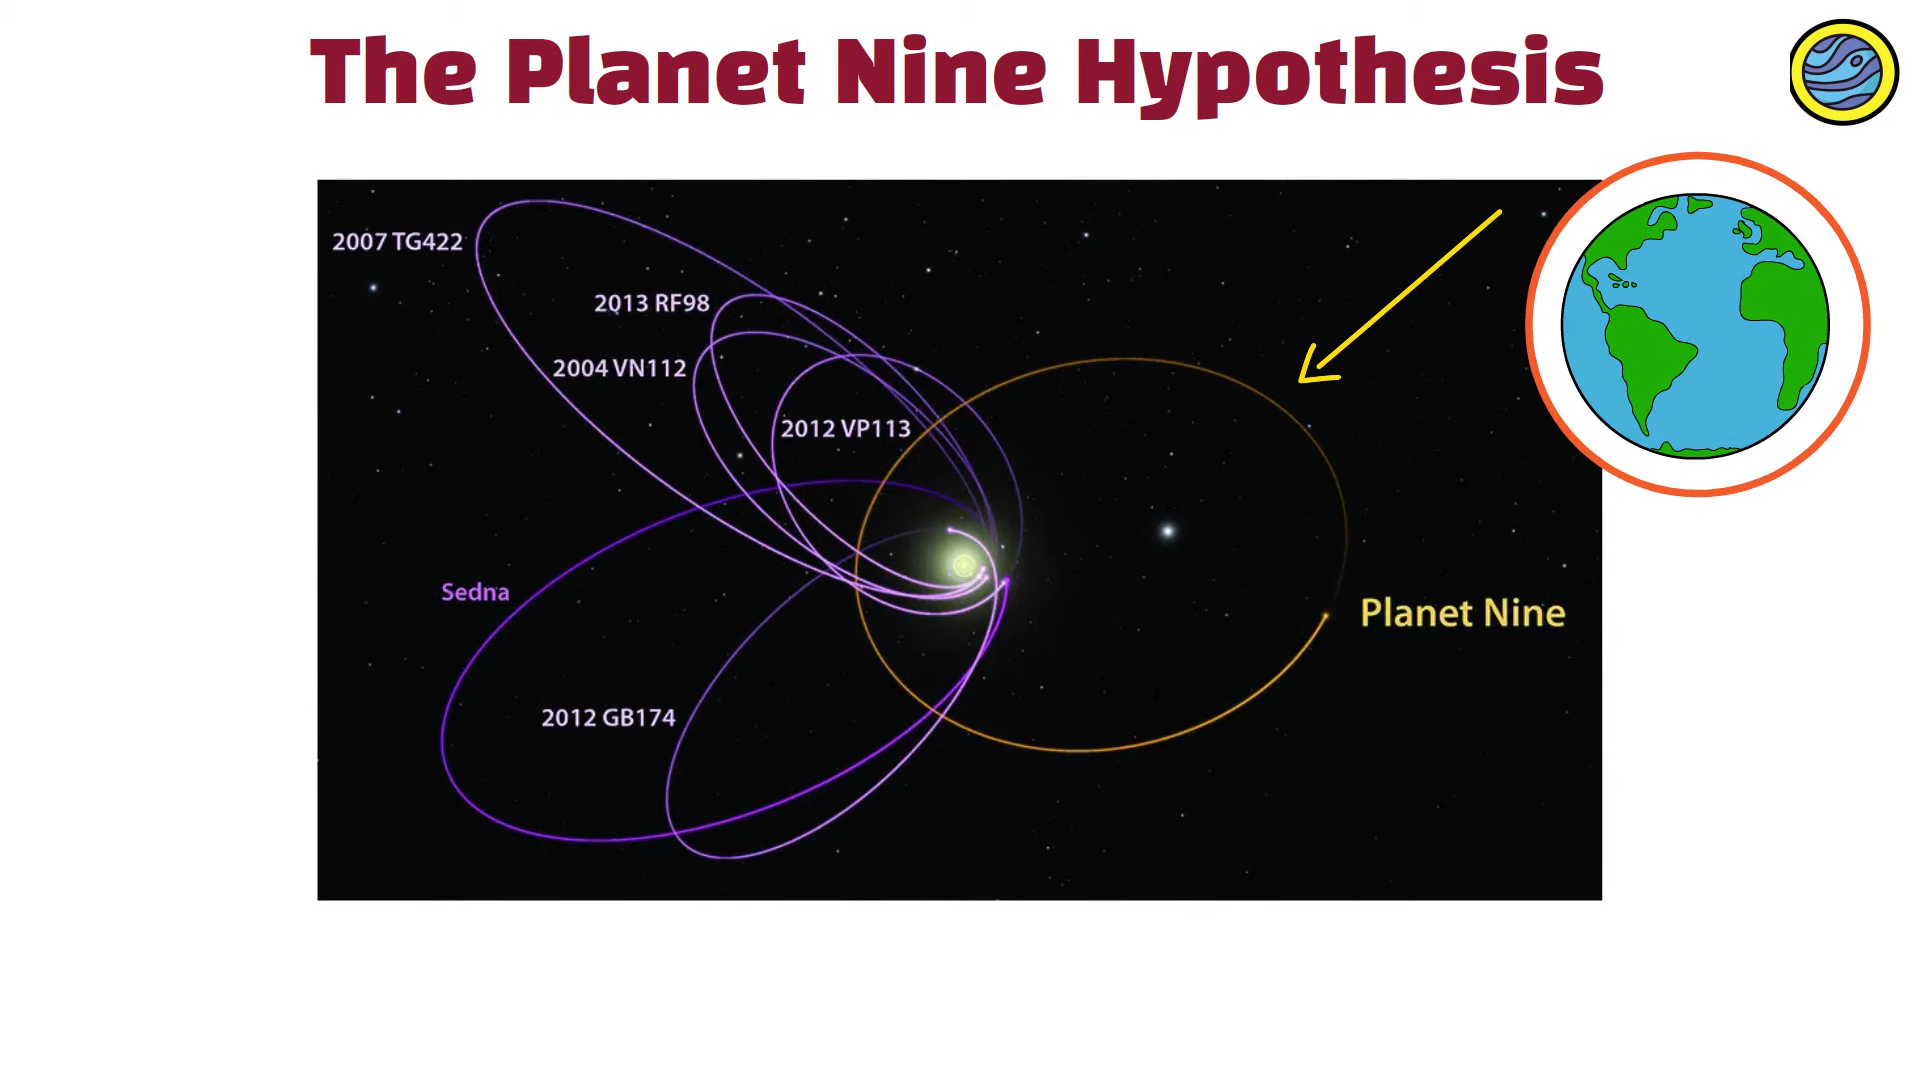 The Planet Nine Hypothesis
2007 TG422
2013 RF98
2004 VN112
2012 VP113
Sedna
Planet Nine
2012 GB174